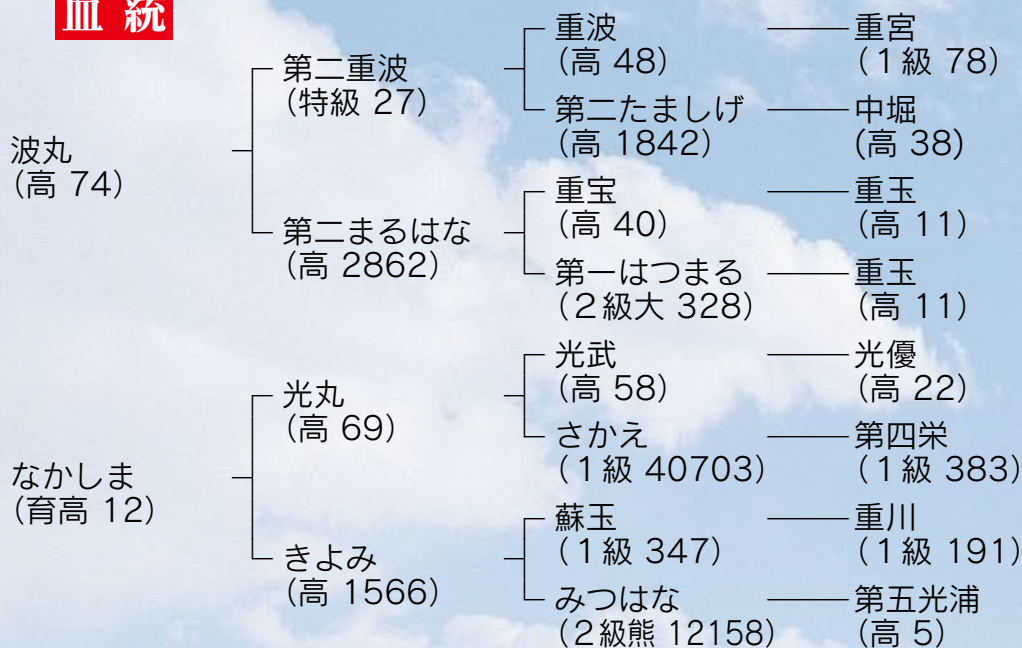 血統
重波
(高 48)
重宮
(1級 78)
第二重波
(特級 27)
第二たましげ
(高 1842)
中堀
(高 38)
波丸
(高 74)
重宝
(高 40)
重玉
(高 11)
第二まるはな
(高 2862)
第一はつまる
(2級大 328)
重玉
(高 11)
光武
(高 58)
光優
(高 22)
光丸
(高 69)
さかえ
(1級 40703)
第四栄
(1級 383)
なかしま
(育高 12)
蘇玉
(1級 347)
重川
(1級 191)
きよみ
(高 1566)
みつはな
(2級熊 12158)
第五光浦
(高 5)